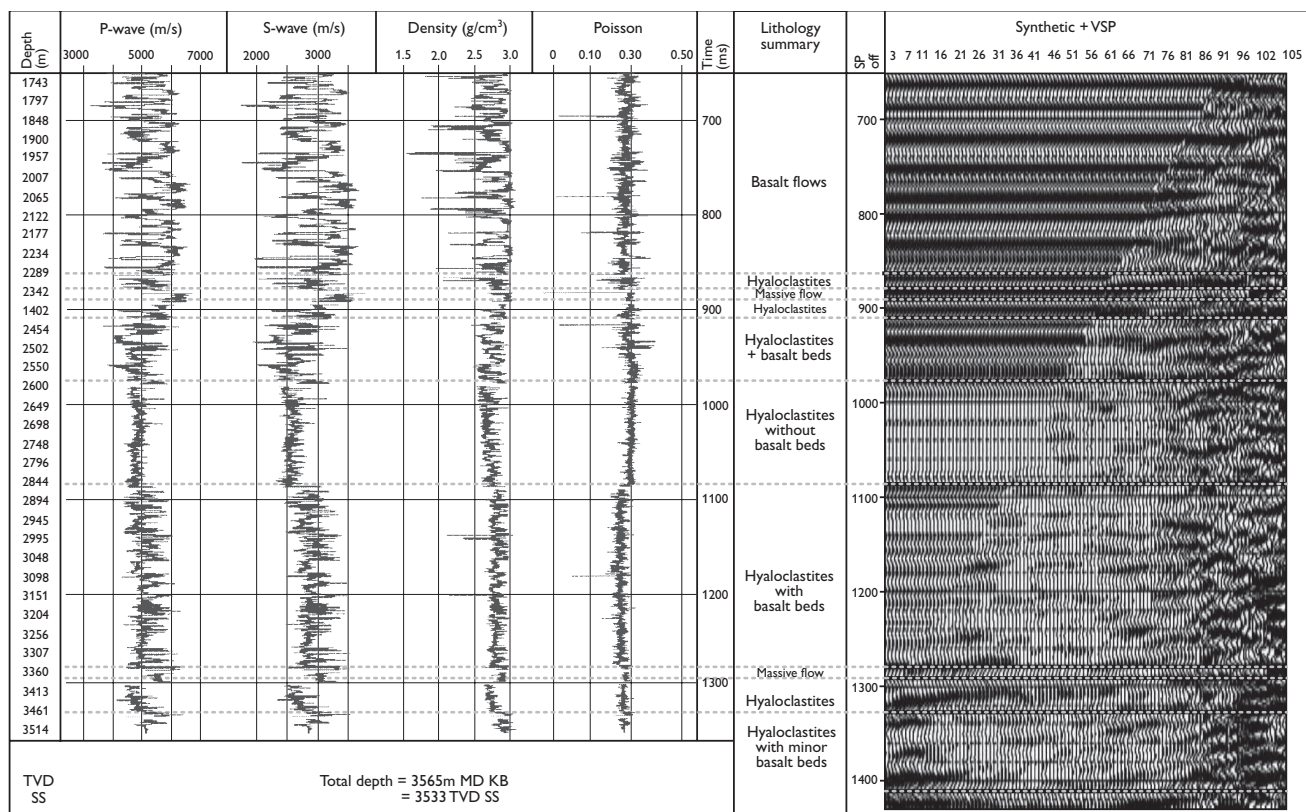 Depth (m)
P-wave (m/s)
3000 5000 7000
S-wave (m/s)
2000 3000
Density (g/cm³)
1.5 2.0 2.5 3.0
Poisson
0 0.10 0.30 0.50
Time (ms)
Lithology
summary
Synthetic + VSP
SP off
3 7 11 16 21 26 31 36 41 46 51 56 61 66 71 76 81 86 91 96 102 105
1743
1797
1848
1900
1957
2007
2065
2122
2177
2234
2289
2342
1402
2454
2502
2550
2600
2649
2698
2748
2796
2844
2894
2945
2995
3048
3098
3151
3204
3256
3307
3360
3413
3461
3514
700
800
900
1000
1100
1200
1300
Basalt flows
Hyaloclastites
Massive flow
Hyaloclastites
Hyaloclastites
+ basalt beds
Hyaloclastites
without
basalt beds
Hyaloclastites
with
basalt beds
Massive flow
Hyaloclastites
Hyaloclastites
with minor
basalt beds
700
800
900
1000
1100
1200
1300
1400
TVD
SS
Total depth = 3565m MD KB
= 3533 TVD SS